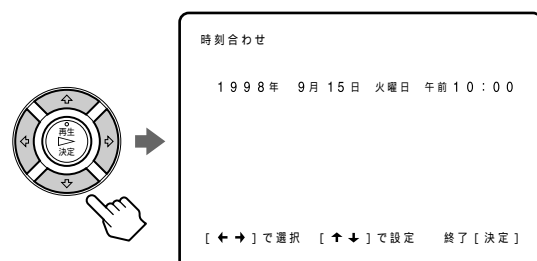 再生
決定
時刻合わせ
1998年 9月15日 火曜日 午前10：00
[←→]で選択 [↑↓]で設定 終了[決定]